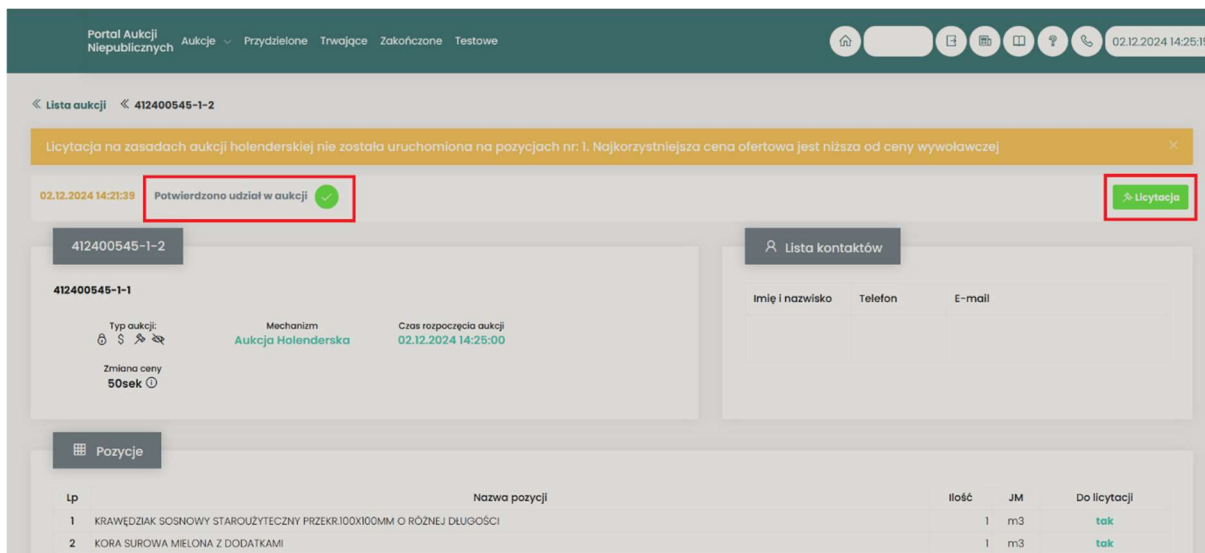 Portal Aukcji
Niepublicznych
Aukcje Przydzielone Trwające Zakończone Testowe
02.12.2024 14:25:15
Lista aukcji 412400545-1-2
Licytacja na zasadach aukcji holenderskiej nie została uruchomiona na pozycjach nr: 1. Najkorzystniejsza cena ofertowa jest niższa od ceny wywoławczej
02.12.2024 14:21:39 Potwierdzono udział w aukcji Licytacja
412400545-1-2
412400545-1-1
Typ aukcji: Mechanizm Czas rozpoczęcia aukcji
Aukcja Holenderska 02.12.2024 14:25:00
Zmiana ceny
50sek
Lista kontaktów
Imię i nazwisko Telefon E-mail
Pozycje
Lp Nazwa pozycji Ilość JM Do licytacji
1 KRAWĘDZIAK SOSNOWY STAROUŻYTECZNY PRZEKR.100X100MM O RÓŻNEJ DŁUGOŚCI 1 m3 tak
2 KORA SUROWA MIELONA Z DODATKAMI 1 m3 tak